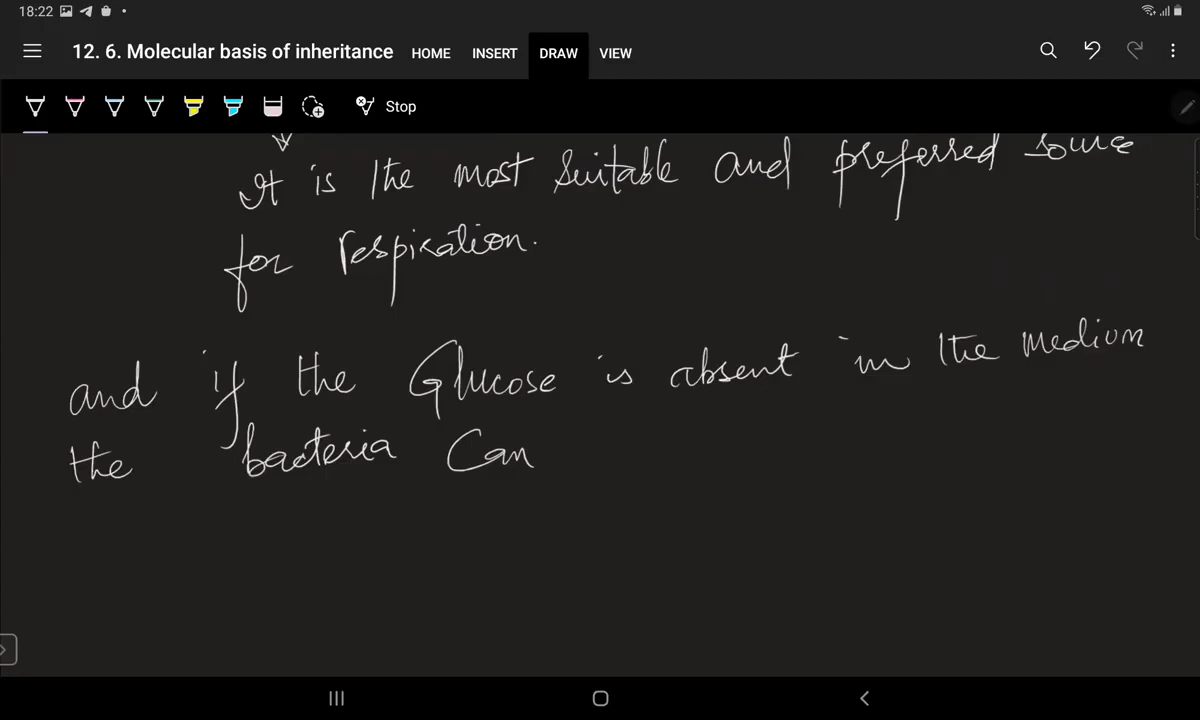 18:22
12. 6. Molecular basis of inheritance HOME INSERT DRAW VIEW
Stop
It is the most suitable and preferred source
for respiration.
and if the Glucose is absent in the medium
the bacteria Can